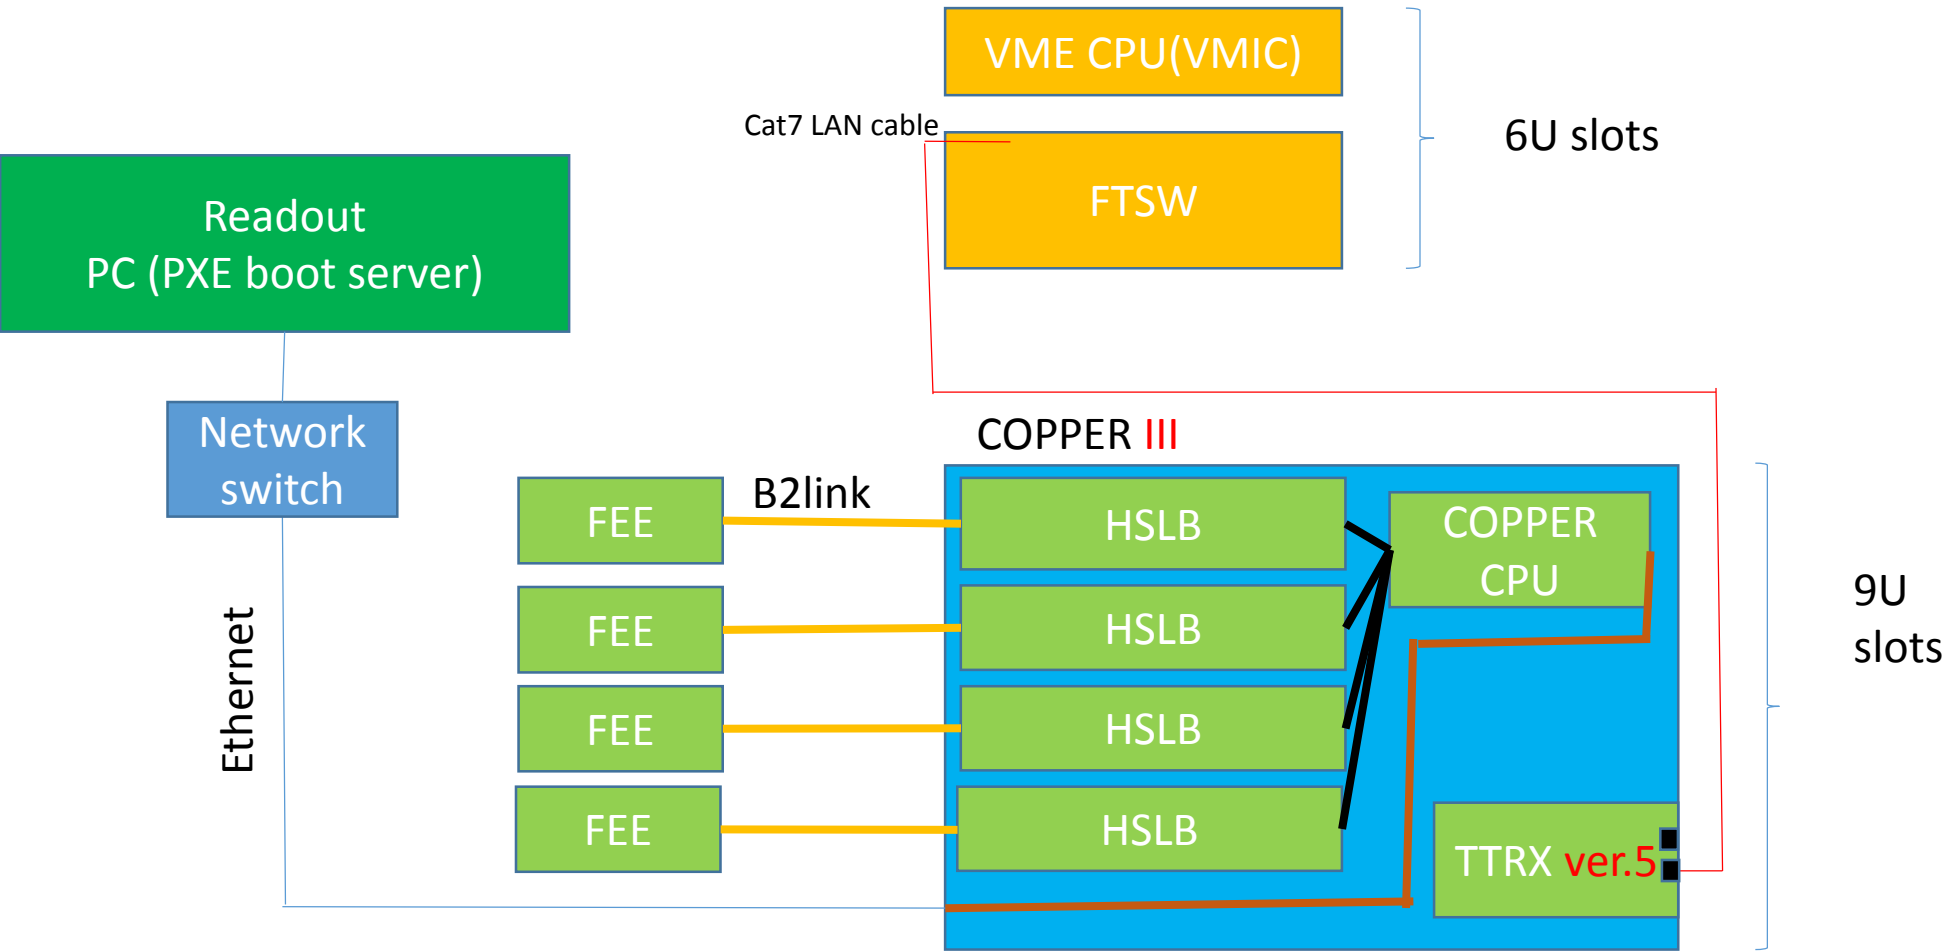 VME CPU(VMIC)
Cat7 LAN cable
6U slots
FTSW
Readout
PC (PXE boot server)
Network
switch
COPPER III
B2link
FEE
HSLB
COPPER
CPU
FEE
HSLB
9U
slots
Ethernet
FEE
HSLB
FEE
HSLB
TTRX ver.5